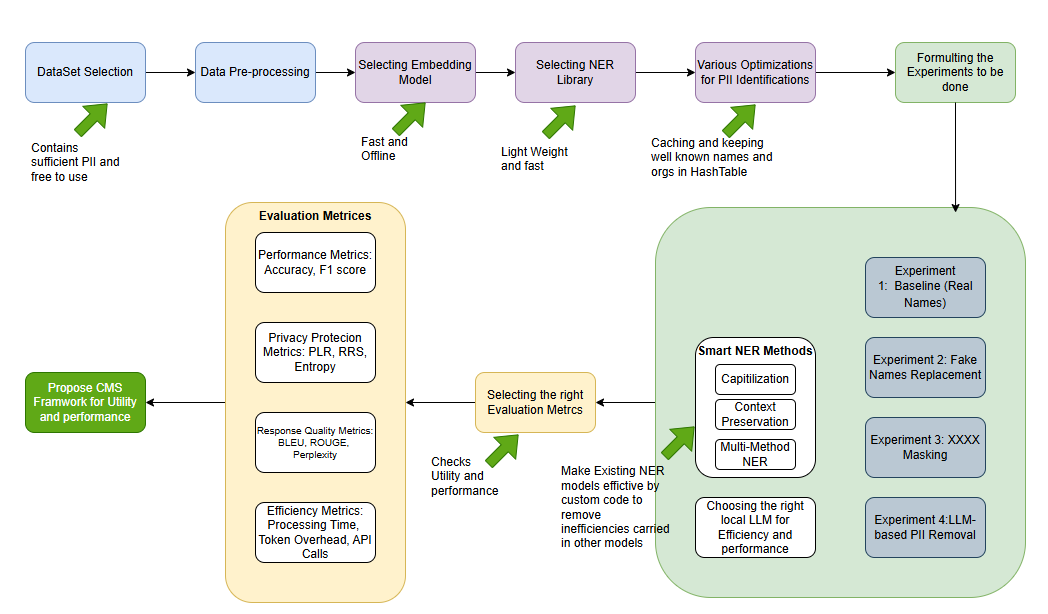 DataSet Selection
Data Pre-processing
Selecting Embedding
Model
Selecting NER
Library
Various Optimizations
for PII Identifications
Formulting the
Experiments to be
done
Contains
sufficient PII and
free to use
Fast and
Offline
Light Weight
and fast
Caching and keeping
well known names and
orgs in HashTable
Experiment
1:  Baseline (Real
Names)
Experiment 2: Fake
Names Replacement
Experiment 3: XXXX
Masking
Experiment 4:LLM-
based PII Removal
Smart NER Methods
Capitilization
Context
Preservation
Multi-Method
NER
Choosing the right
local LLM for
Efficiency and
performance
Make Existing NER
models effictive by
custom code to
remove
inefficiencies carried
in other models
Selecting the right
Evaluation Metrcs
Checks
Utility and
performance
Evaluation Metrices
Performance Metrics:
Accuracy, F1 score
Privacy Protecion
Metrics: PLR, RRS,
Entropy
Response Quality Metrics:
BLEU, ROUGE,
Perplexity
Efficiency Metrics:
Processing Time,
Token Overhead, API
Calls
Propose CMS
Framwork for Utility
and performance